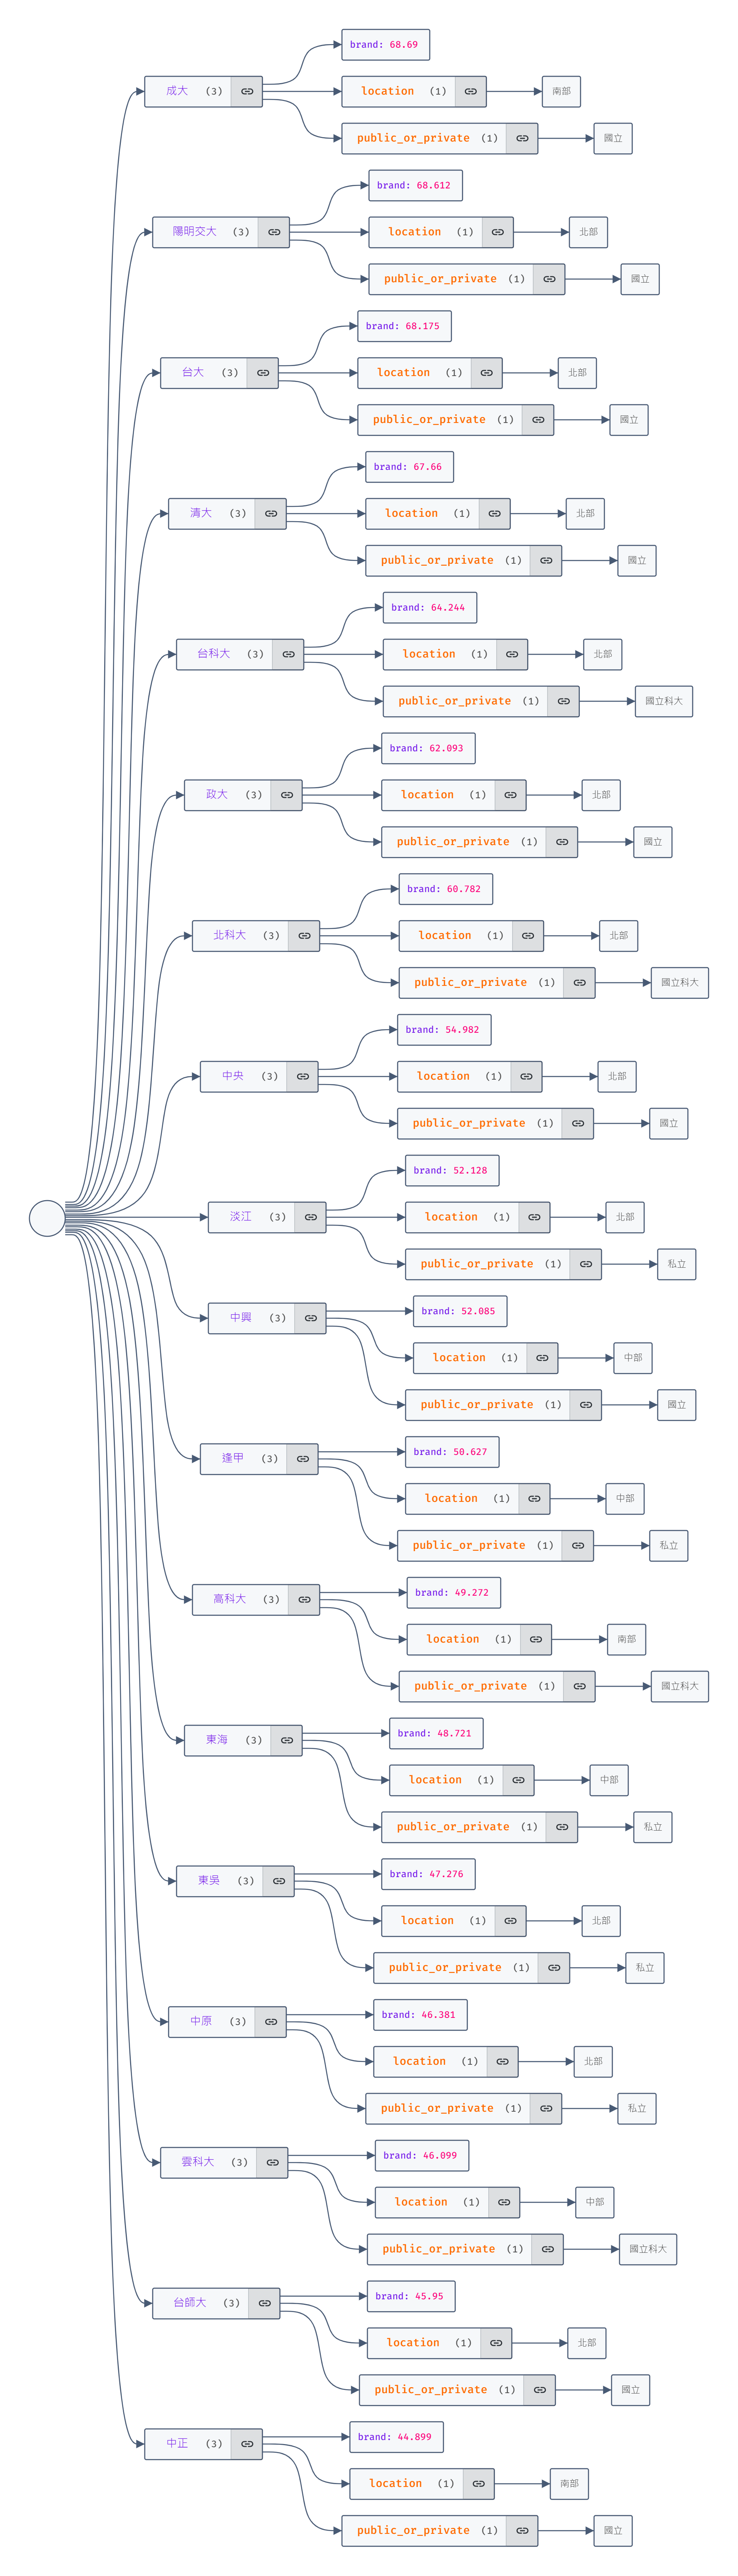 brand: 68.69
成大 (3)
location (1)
南部
public_or_private (1)
國立
brand: 68.612
陽明交大 (3)
location (1)
北部
public_or_private (1)
國立
brand: 68.175
台大 (3)
location (1)
北部
public_or_private (1)
國立
brand: 67.66
清大 (3)
location (1)
北部
public_or_private (1)
國立
brand: 64.244
台科大 (3)
location (1)
北部
public_or_private (1)
國立科大
brand: 62.093
政大 (3)
location (1)
北部
public_or_private (1)
國立
brand: 60.782
北科大 (3)
location (1)
北部
public_or_private (1)
國立科大
brand: 54.982
中央 (3)
location (1)
北部
public_or_private (1)
國立
brand: 52.128
淡江 (3)
location (1)
北部
public_or_private (1)
私立
brand: 52.085
中興 (3)
location (1)
中部
public_or_private (1)
國立
brand: 50.627
逢甲 (3)
location (1)
中部
public_or_private (1)
私立
brand: 49.272
高科大 (3)
location (1)
南部
public_or_private (1)
國立科大
brand: 48.721
東海 (3)
location (1)
中部
public_or_private (1)
私立
brand: 47.276
東吳 (3)
location (1)
北部
public_or_private (1)
私立
brand: 46.381
中原 (3)
location (1)
北部
public_or_private (1)
私立
brand: 46.099
雲科大 (3)
location (1)
中部
public_or_private (1)
國立科大
brand: 45.95
台師大 (3)
location (1)
北部
public_or_private (1)
國立
brand: 44.899
中正 (3)
location (1)
南部
public_or_private (1)
國立